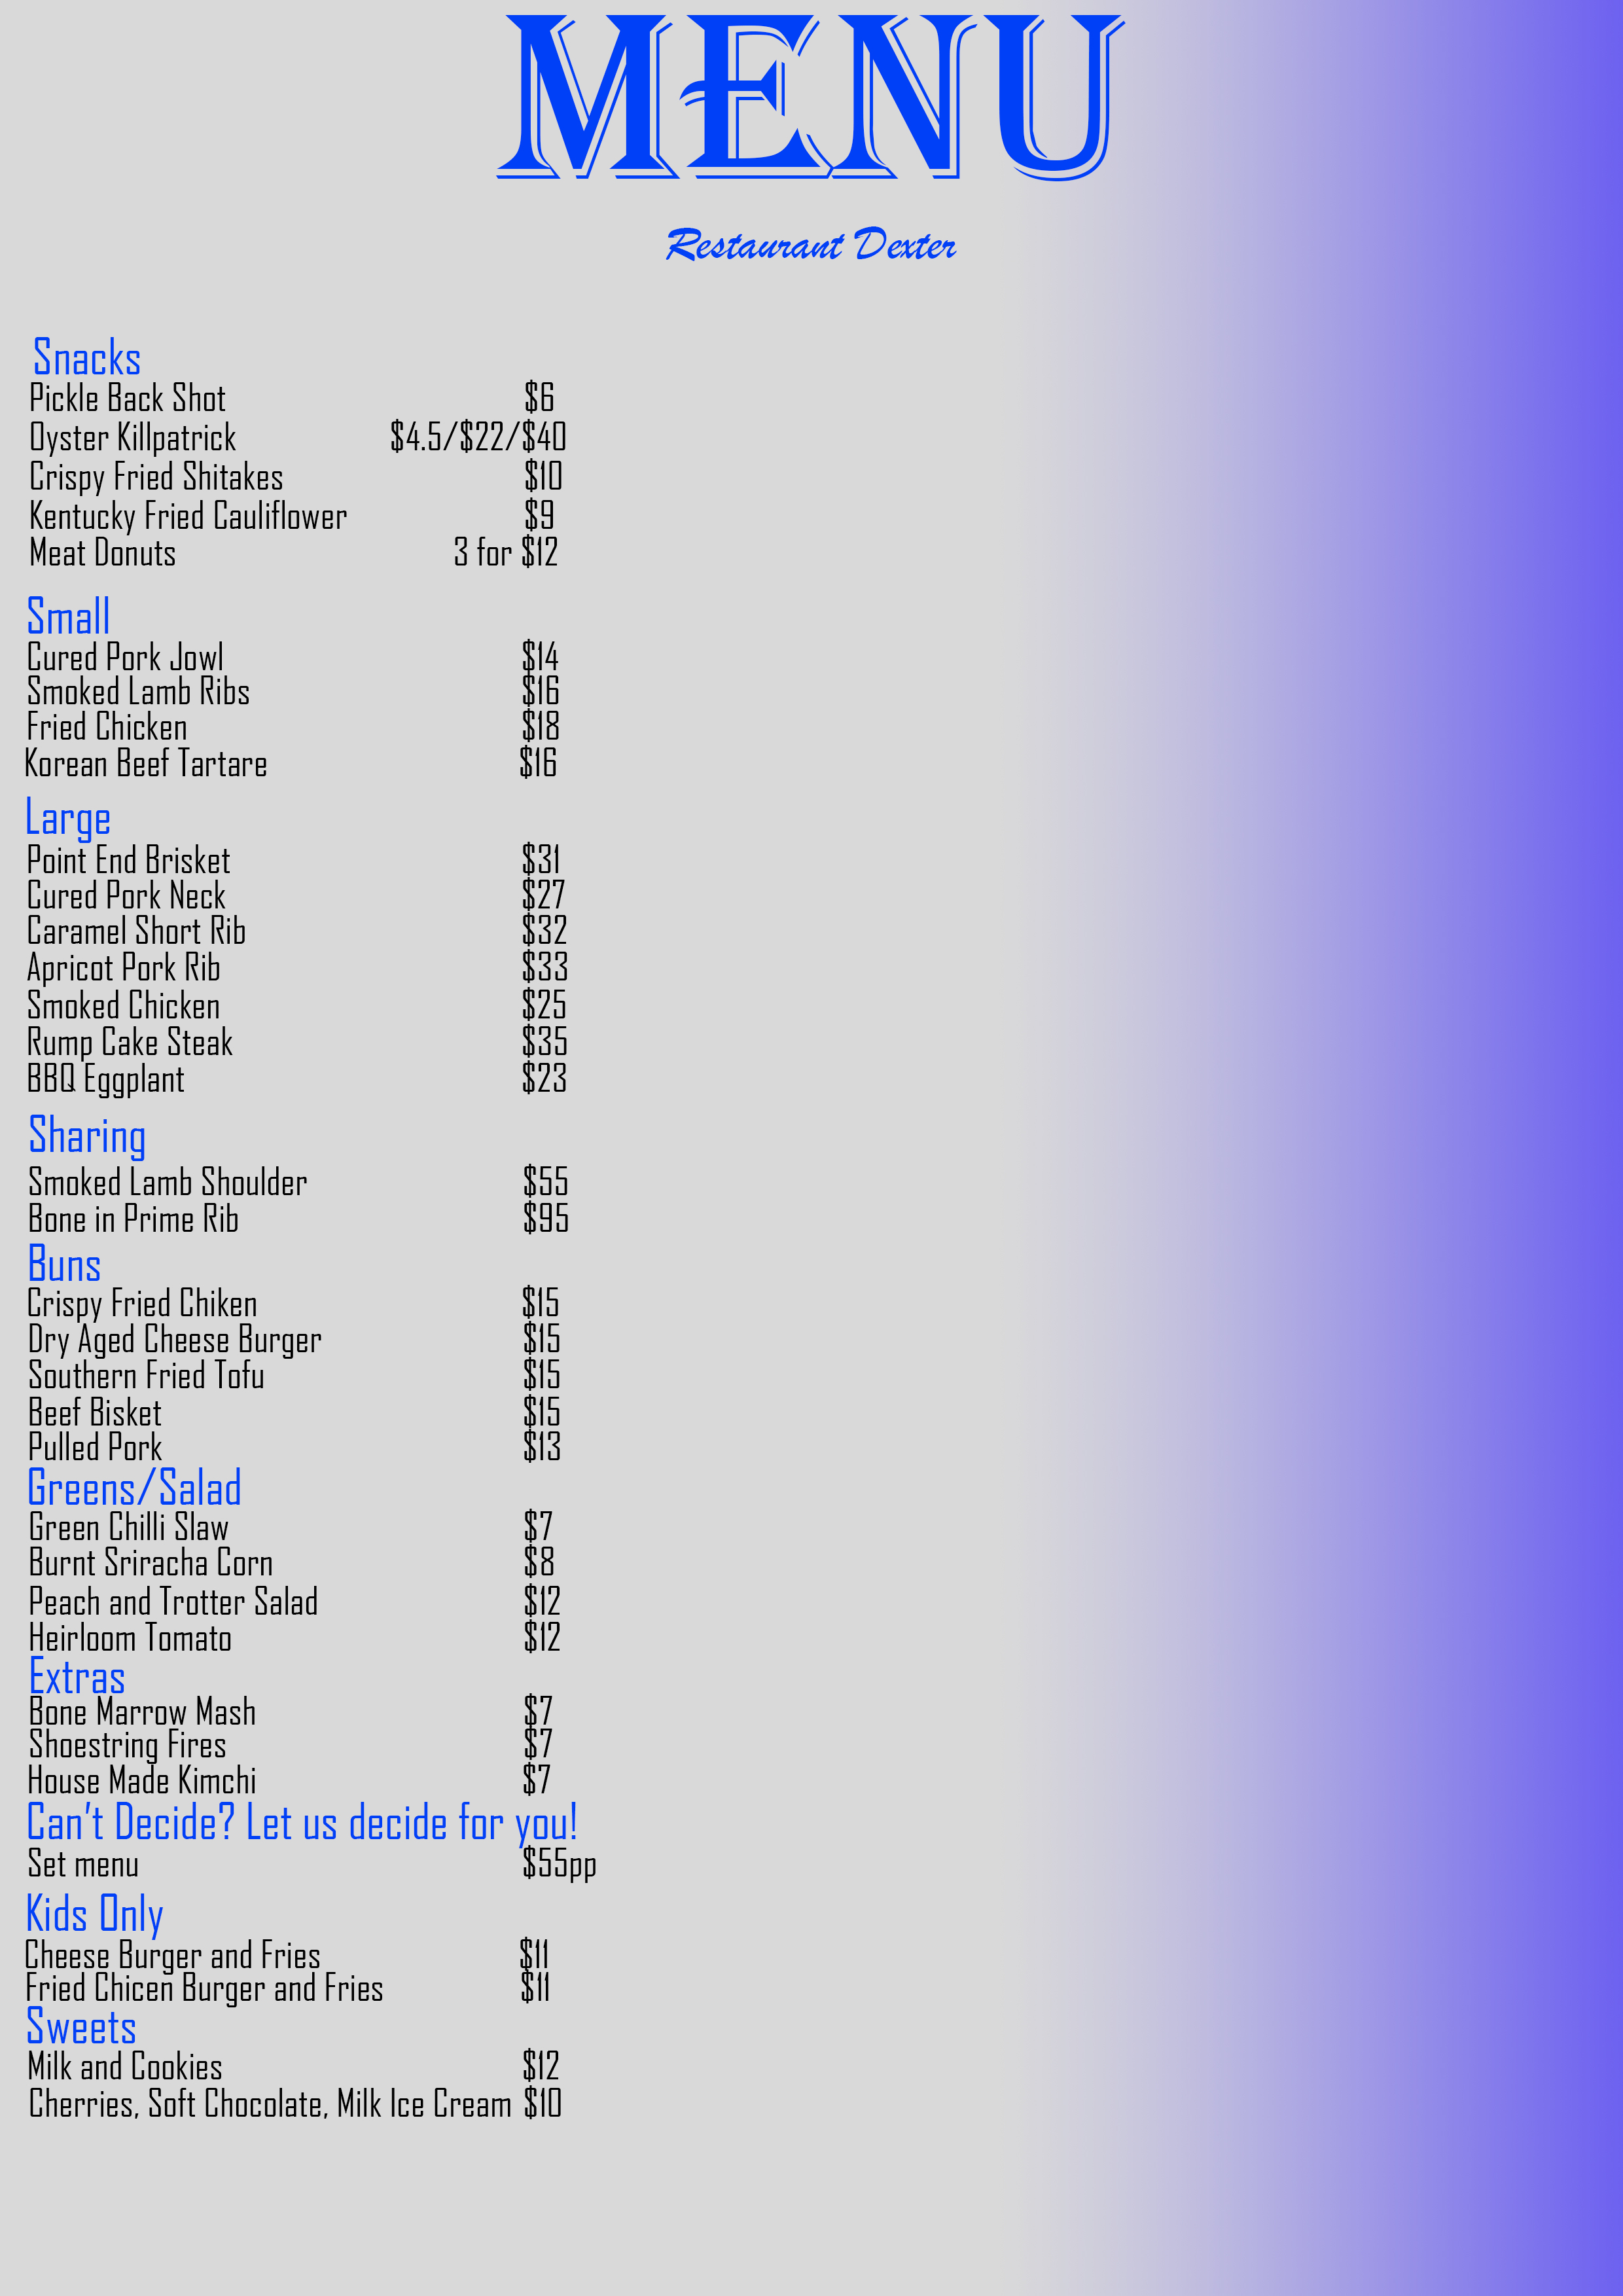 MENU
Restaurant Dexter
Snacks
Pickle Back Shot $6
Oyster Killpatrick $4.5/$22/$40
Crispy Fried Shitakes $10
Kentucky Fried Cauliflower $9
Meat Donuts 3 for $12
Small
Cured Pork Jowl $14
Smoked Lamb Ribs $16
Fried Chicken $18
Korean Beef Tartare $16
Large
Point End Brisket $31
Cured Pork Neck $27
Caramel Short Rib $32
Apricot Pork Rib $33
Smoked Chicken $25
Rump Cake Steak $35
BBQ Eggplant $23
Sharing
Smoked Lamb Shoulder $55
Bone in Prime Rib $95
Buns
Crispy Fried Chiken $15
Dry Aged Cheese Burger $15
Southern Fried Tofu $15
Beef Bisket $15
Pulled Pork $13
Greens/Salad
Green Chilli Slaw $7
Burnt Sriracha Corn $8
Peach and Trotter Salad $12
Heirloom Tomato $12
Extras
Bone Marrow Mash $7
Shoestring Fires $7
House Made Kimchi $7
Can't Decide? Let us decide for you!
Set menu $55pp
Kids Only
Cheese Burger and Fries $11
Fried Chicen Burger and Fries $11
Sweets
Milk and Cookies $12
Cherries, Soft Chocolate, Milk Ice Cream $10